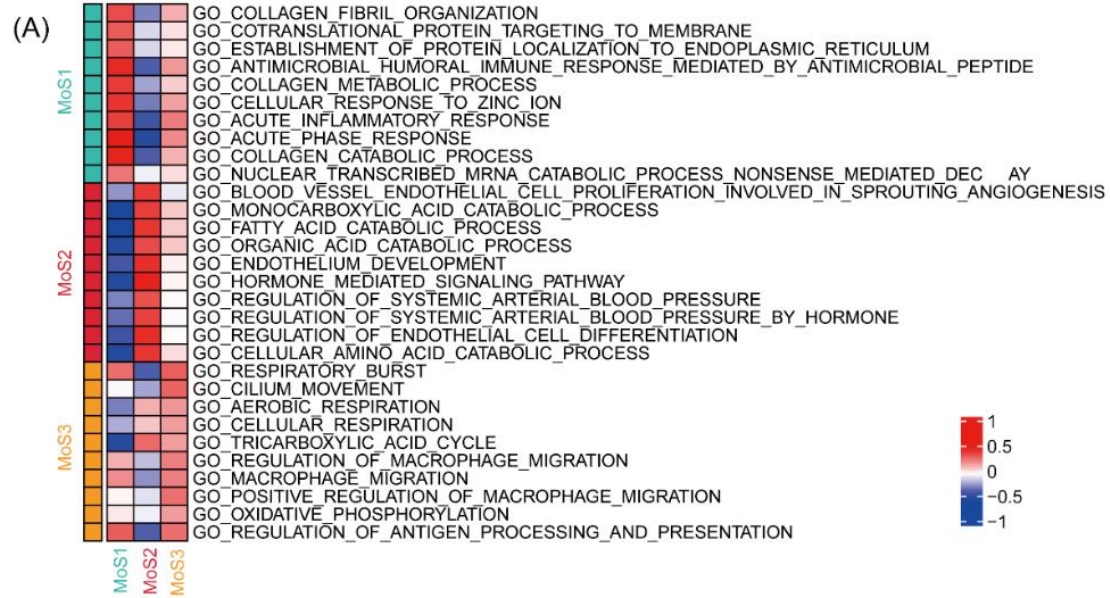 (A)
MoS1
GO_COLLAGEN_FIBRIL_ORGANIZATION
GO_COTRANSLATIONAL_PROTEIN_TARGETING_TO_MEMBRANE
GO_ESTABLISHMENT_OF_PROTEIN_LOCALIZATION_TO_ENDOPLASMIC_RETICULUM
GO_ANTIMICROBIAL_HUMORAL_IMMUNE_RESPONSE_MEDIATED_BY_ANTIMICROBIAL_PEPTIDE
GO_COLLAGEN_METABOLIC_PROCESS
GO_CELLULAR_RESPONSE_TO_ZINC_ION
GO_ACUTE_INFLAMMATORY_RESPONSE
GO_ACUTE_PHASE_RESPONSE
GO_COLLAGEN_CATABOLIC_PROCESS
GO_NUCLEAR_TRANSCRIBED_MRNA_CATABOLIC_PROCESS_NONSENSE_MEDIATED_DEC AY
MoS2
GO_BLOOD_VESSEL_ENDOTHELIAL_CELL_PROLIFERATION_INVOLVED_IN_SPROUTING_ANGIOGENESIS
GO_MONOCARBOXYLIC_ACID_CATABOLIC_PROCESS
GO_FATTY_ACID_CATABOLIC_PROCESS
GO_ORGANIC_ACID_CATABOLIC_PROCESS
GO_ENDOTHELIUM_DEVELOPMENT
GO_HORMONE_MEDIATED_SIGNALING_PATHWAY
GO_REGULATION_OF_SYSTEMIC_ARTERIAL_BLOOD_PRESSURE
GO_REGULATION_OF_SYSTEMIC_ARTERIAL_BLOOD_PRESSURE_BY_HORMONE
GO_REGULATION_OF_ENDOTHELIAL_CELL_DIFFERENTIATION
GO_CELLULAR_AMINO_ACID_CATABOLIC_PROCESS
MoS3
GO_RESPIRATORY_BURST
GO_CILIUM_MOVEMENT
GO_AEROBIC_RESPIRATION
GO_CELLULAR_RESPIRATION
GO_TRICARBOXYLIC_ACID_CYCLE
GO_REGULATION_OF_MACROPHAGE_MIGRATION
GO_MACROPHAGE_MIGRATION
GO_POSITIVE_REGULATION_OF_MACROPHAGE_MIGRATION
GO_OXIDATIVE_PHOSPHORYLATION
GO_REGULATION_OF_ANTIGEN_PROCESSING_AND_PRESENTATION
1
0.5
0
−0.5
−1
MoS1
MoS2
MoS3